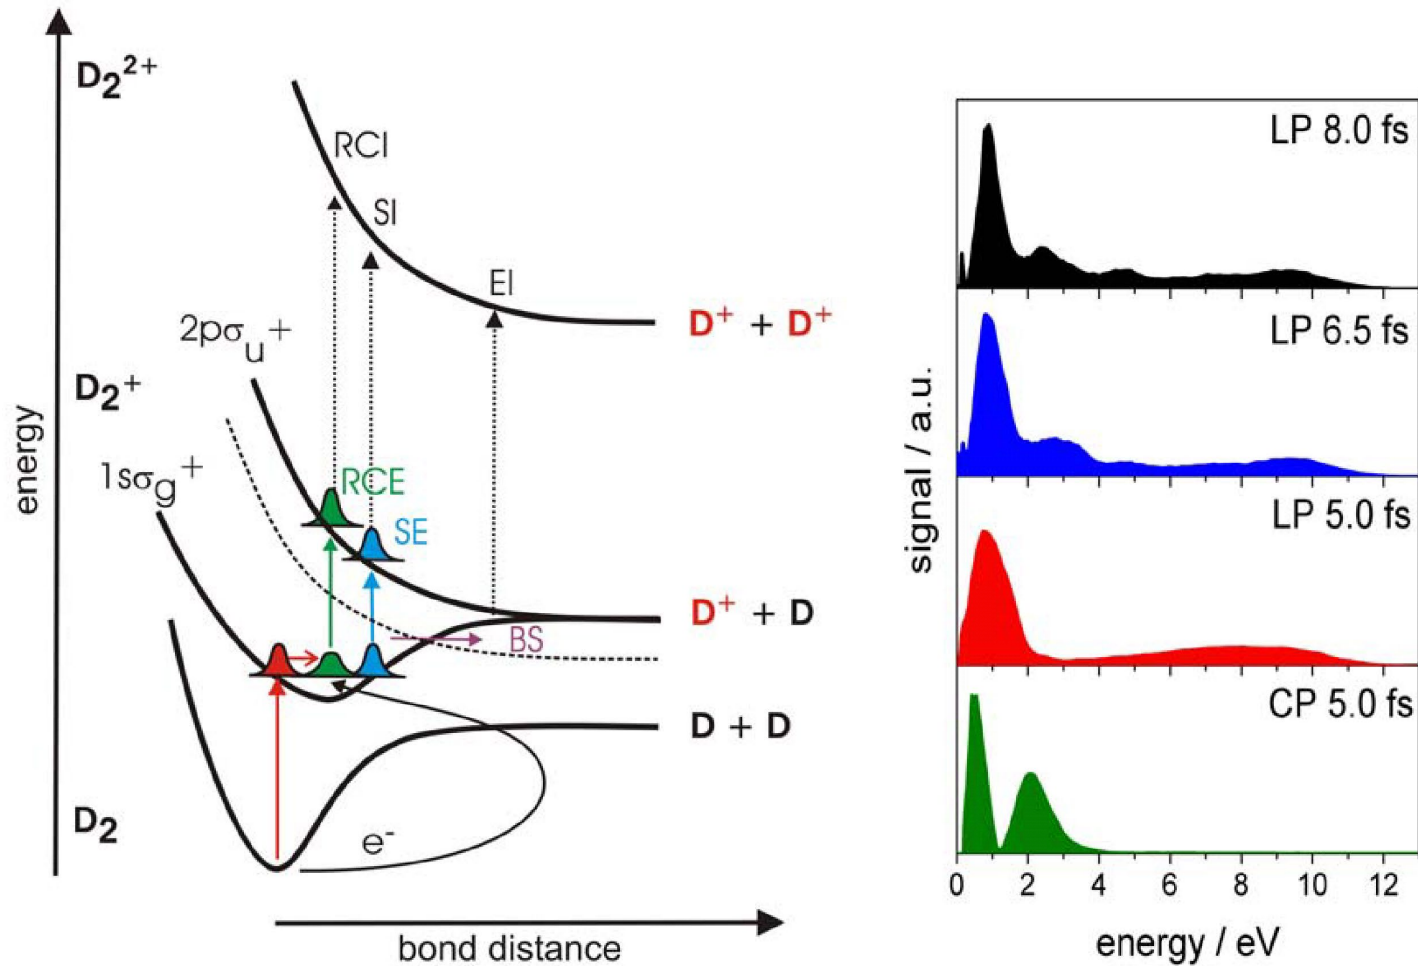 D₂²⁺
RCI
SI
EI
D⁺ + D⁺
2pσᵤ+
D₂⁺
1sσg+
RCE
SE
D⁺ + D
BS
D + D
D₂
e⁻
energy
bond distance
LP 8.0 fs
LP 6.5 fs
LP 5.0 fs
CP 5.0 fs
signal / a.u.
0 2 4 6 8 10 12
energy / eV